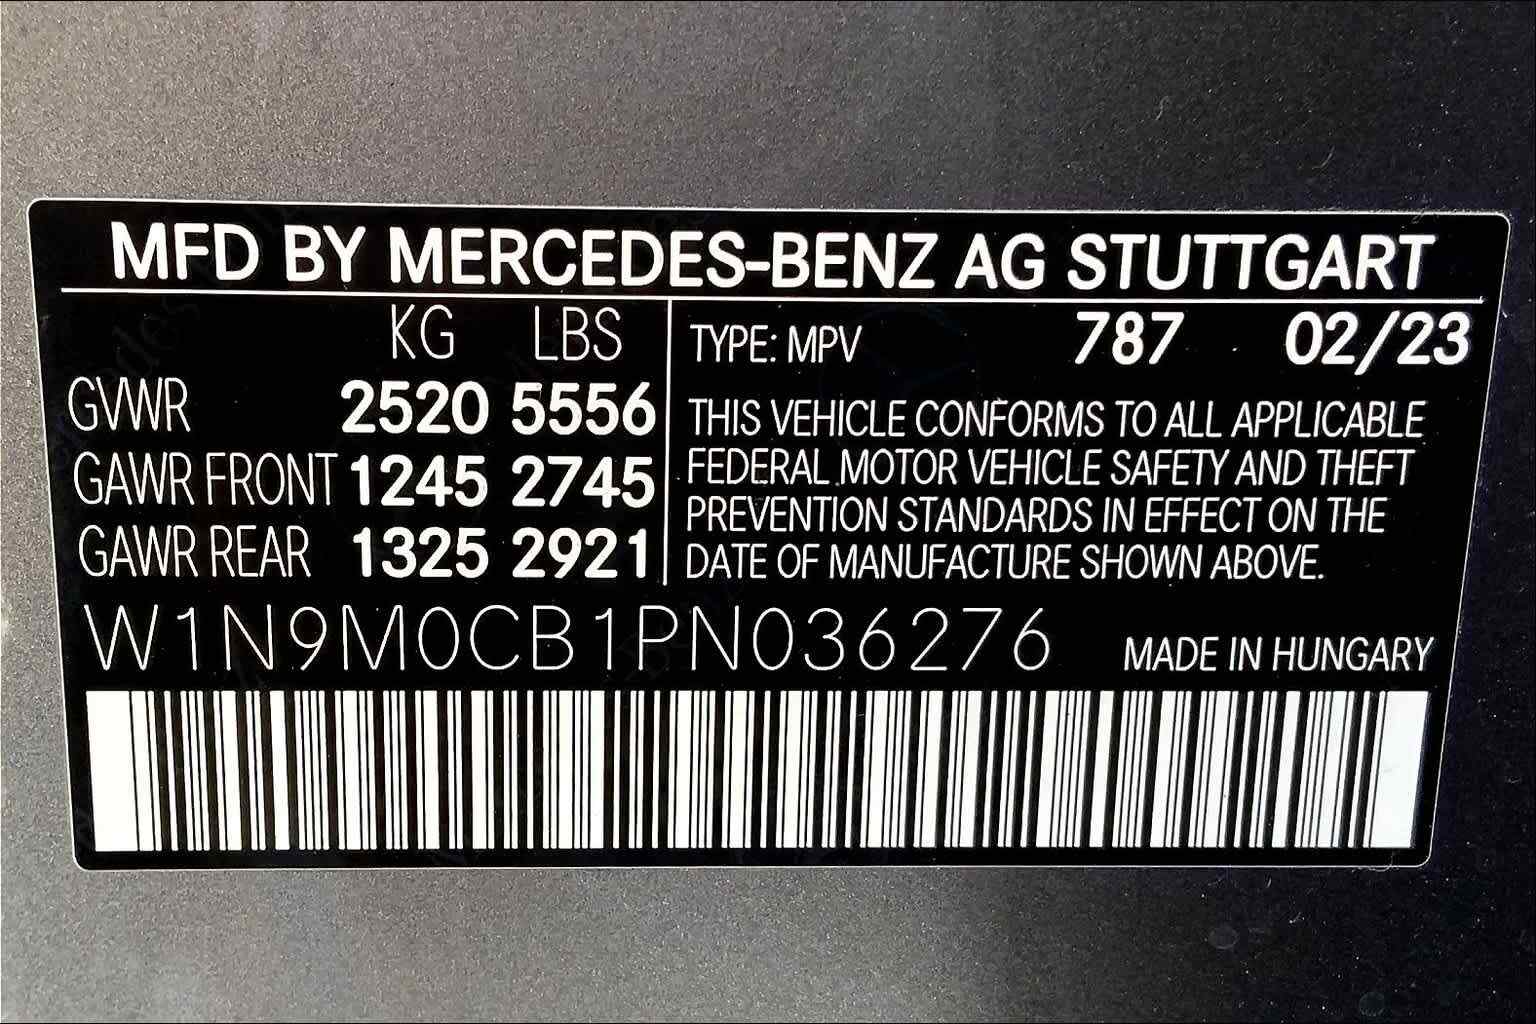 MFD BY MERCEDES-BENZ AG STUTTGART
KG LBS
GVWR 2520 5556
GAWR FRONT 1245 2745
GAWR REAR 1325 2921
TYPE: MPV 787 02/23
THIS VEHICLE CONFORMS TO ALL APPLICABLE
FEDERAL MOTOR VEHICLE SAFETY AND THEFT
PREVENTION STANDARDS IN EFFECT ON THE
DATE OF MANUFACTURE SHOWN ABOVE.
W1N9M0CB1PN036276
MADE IN HUNGARY